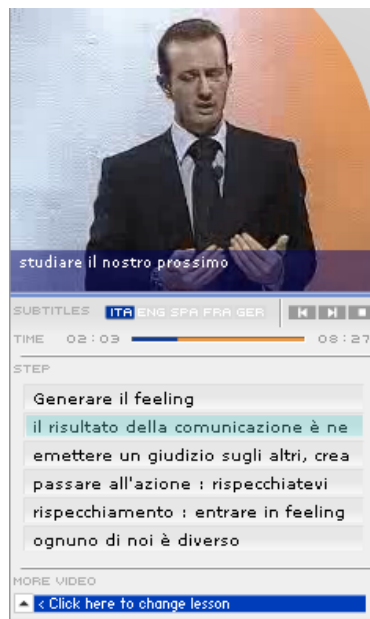 studiare il nostro prossimo
SUBTITLES ITA ENG SPA FRA GER
TIME 02:03 08:27
STEP
Generare il feeling
il risultato della comunicazione è ne
emettere un giudizio sugli altri, crea
passare all'azione : rispecchiatevi
rispecchiamento : entrare in feeling
ognuno di noi è diverso
MORE VIDEO
< Click here to change lesson